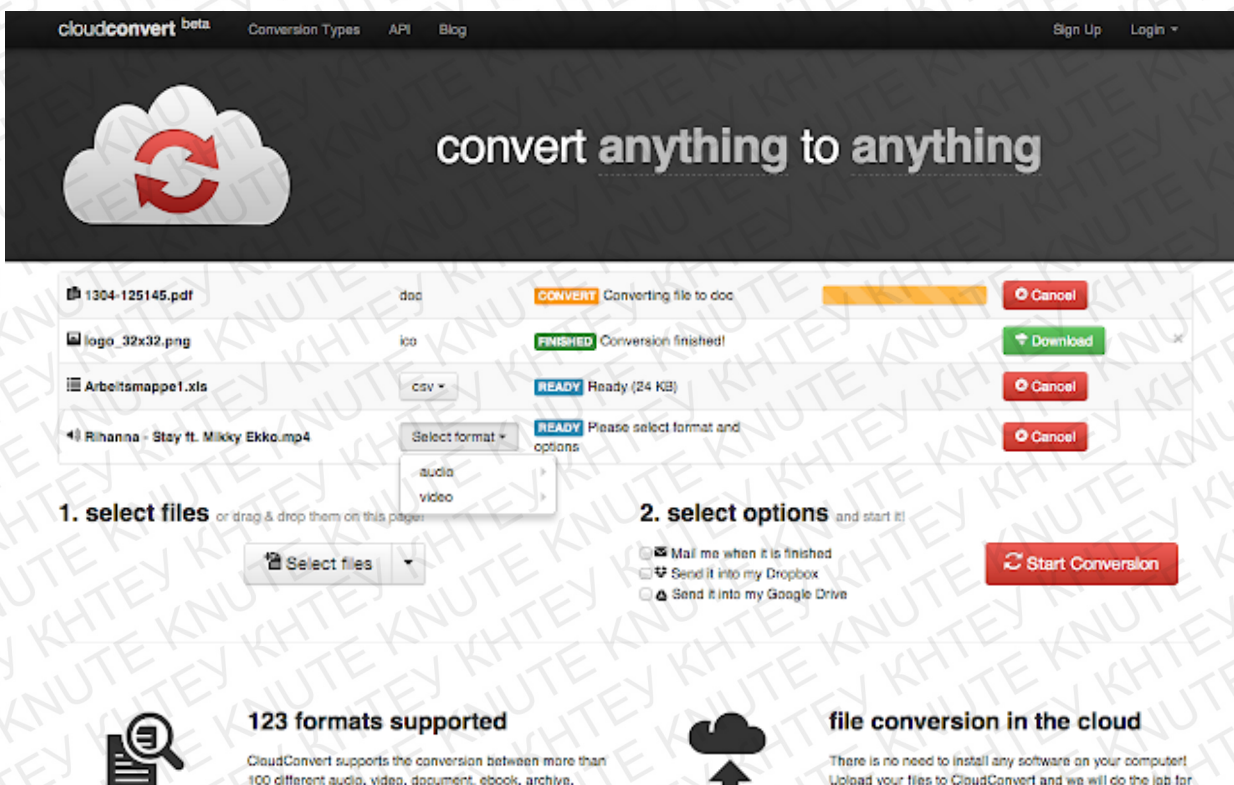 cloudconvert beta Conversion Types API Blog Sign Up Login
convert anything to anything
1304-125145.pdf doc CONVERT Converting file to doc Cancel
logo_32x32.png ico FINISHED Conversion finished! Download ×
Arbeitsmappe1.xls csv READY Ready (24 KB) Cancel
Rihanna - Stay ft. Mikky Ekko.mp4 Select format READY Please select format and
options Cancel
audio
video
1. select files or drag & drop them on this page!
Select files
2. select options and start it!
Mail me when it is finished
Send it into my Dropbox
Send it into my Google Drive
Start Conversion
123 formats supported
CloudConvert supports the conversion between more than
100 different audio, video, document, ebook, archive,
file conversion in the cloud
There is no need to install any software on your computer!
Upload your files to CloudConvert and we will do the job for
KNUTE KHTEY